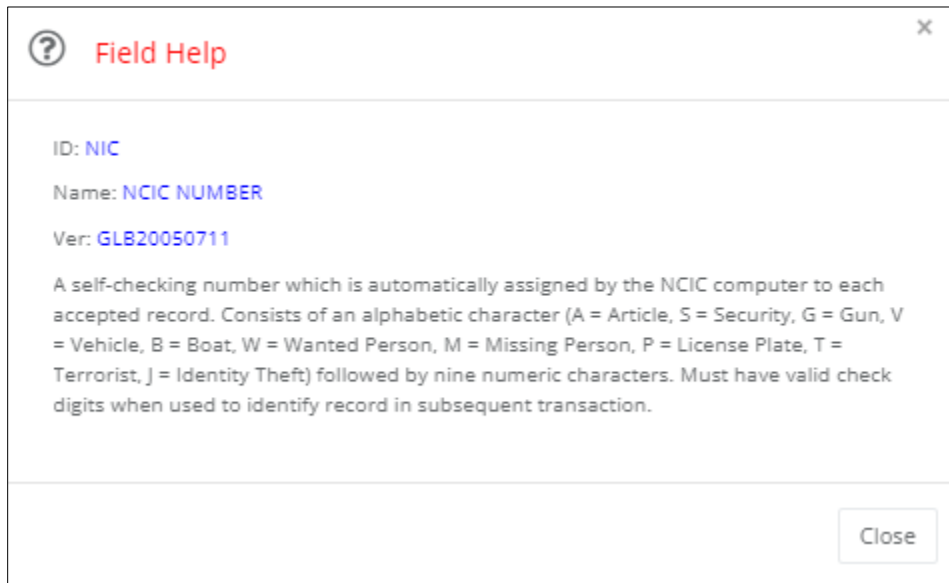 Field Help
×
ID: NIC
Name: NCIC NUMBER
Ver: GLB20050711
A self-checking number which is automatically assigned by the NCIC computer to each
accepted record. Consists of an alphabetic character (A = Article, S = Security, G = Gun, V
= Vehicle, B = Boat, W = Wanted Person, M = Missing Person, P = License Plate, T =
Terrorist, J = Identity Theft) followed by nine numeric characters. Must have valid check
digits when used to identify record in subsequent transaction.
Close